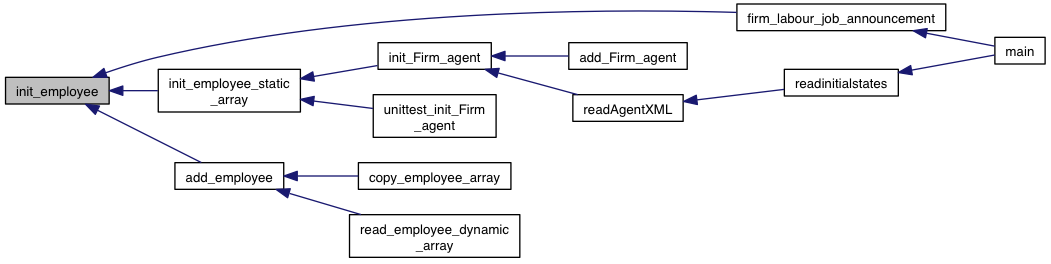 firm_labour_job_announcement
main
init_Firm_agent
add_Firm_agent
init_employee
init_employee_static
_array
readinitialstates
readAgentXML
unittest_init_Firm
_agent
add_employee
copy_employee_array
read_employee_dynamic
_array